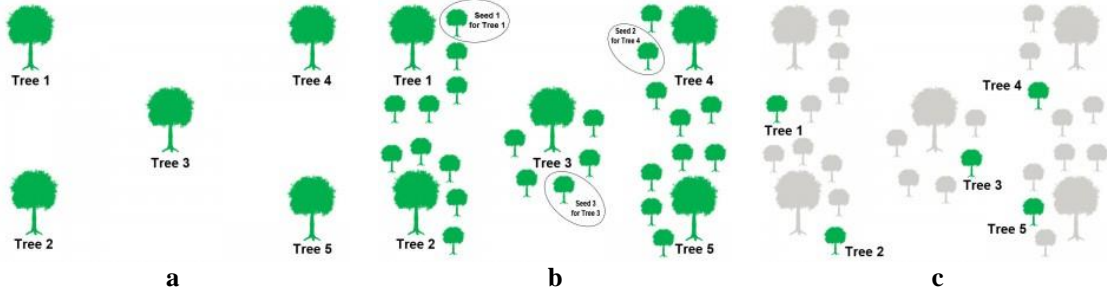 Tree 1
Tree 4
Tree 3
Tree 2
Tree 5
a
Seed 1
for Tree 1
Seed 2
for Tree 4
Tree 1
Tree 4
Tree 3
Seed 3
for Tree 3
Tree 2
Tree 5
b
Tree 4
Tree 1
Tree 3
Tree 5
Tree 2
c